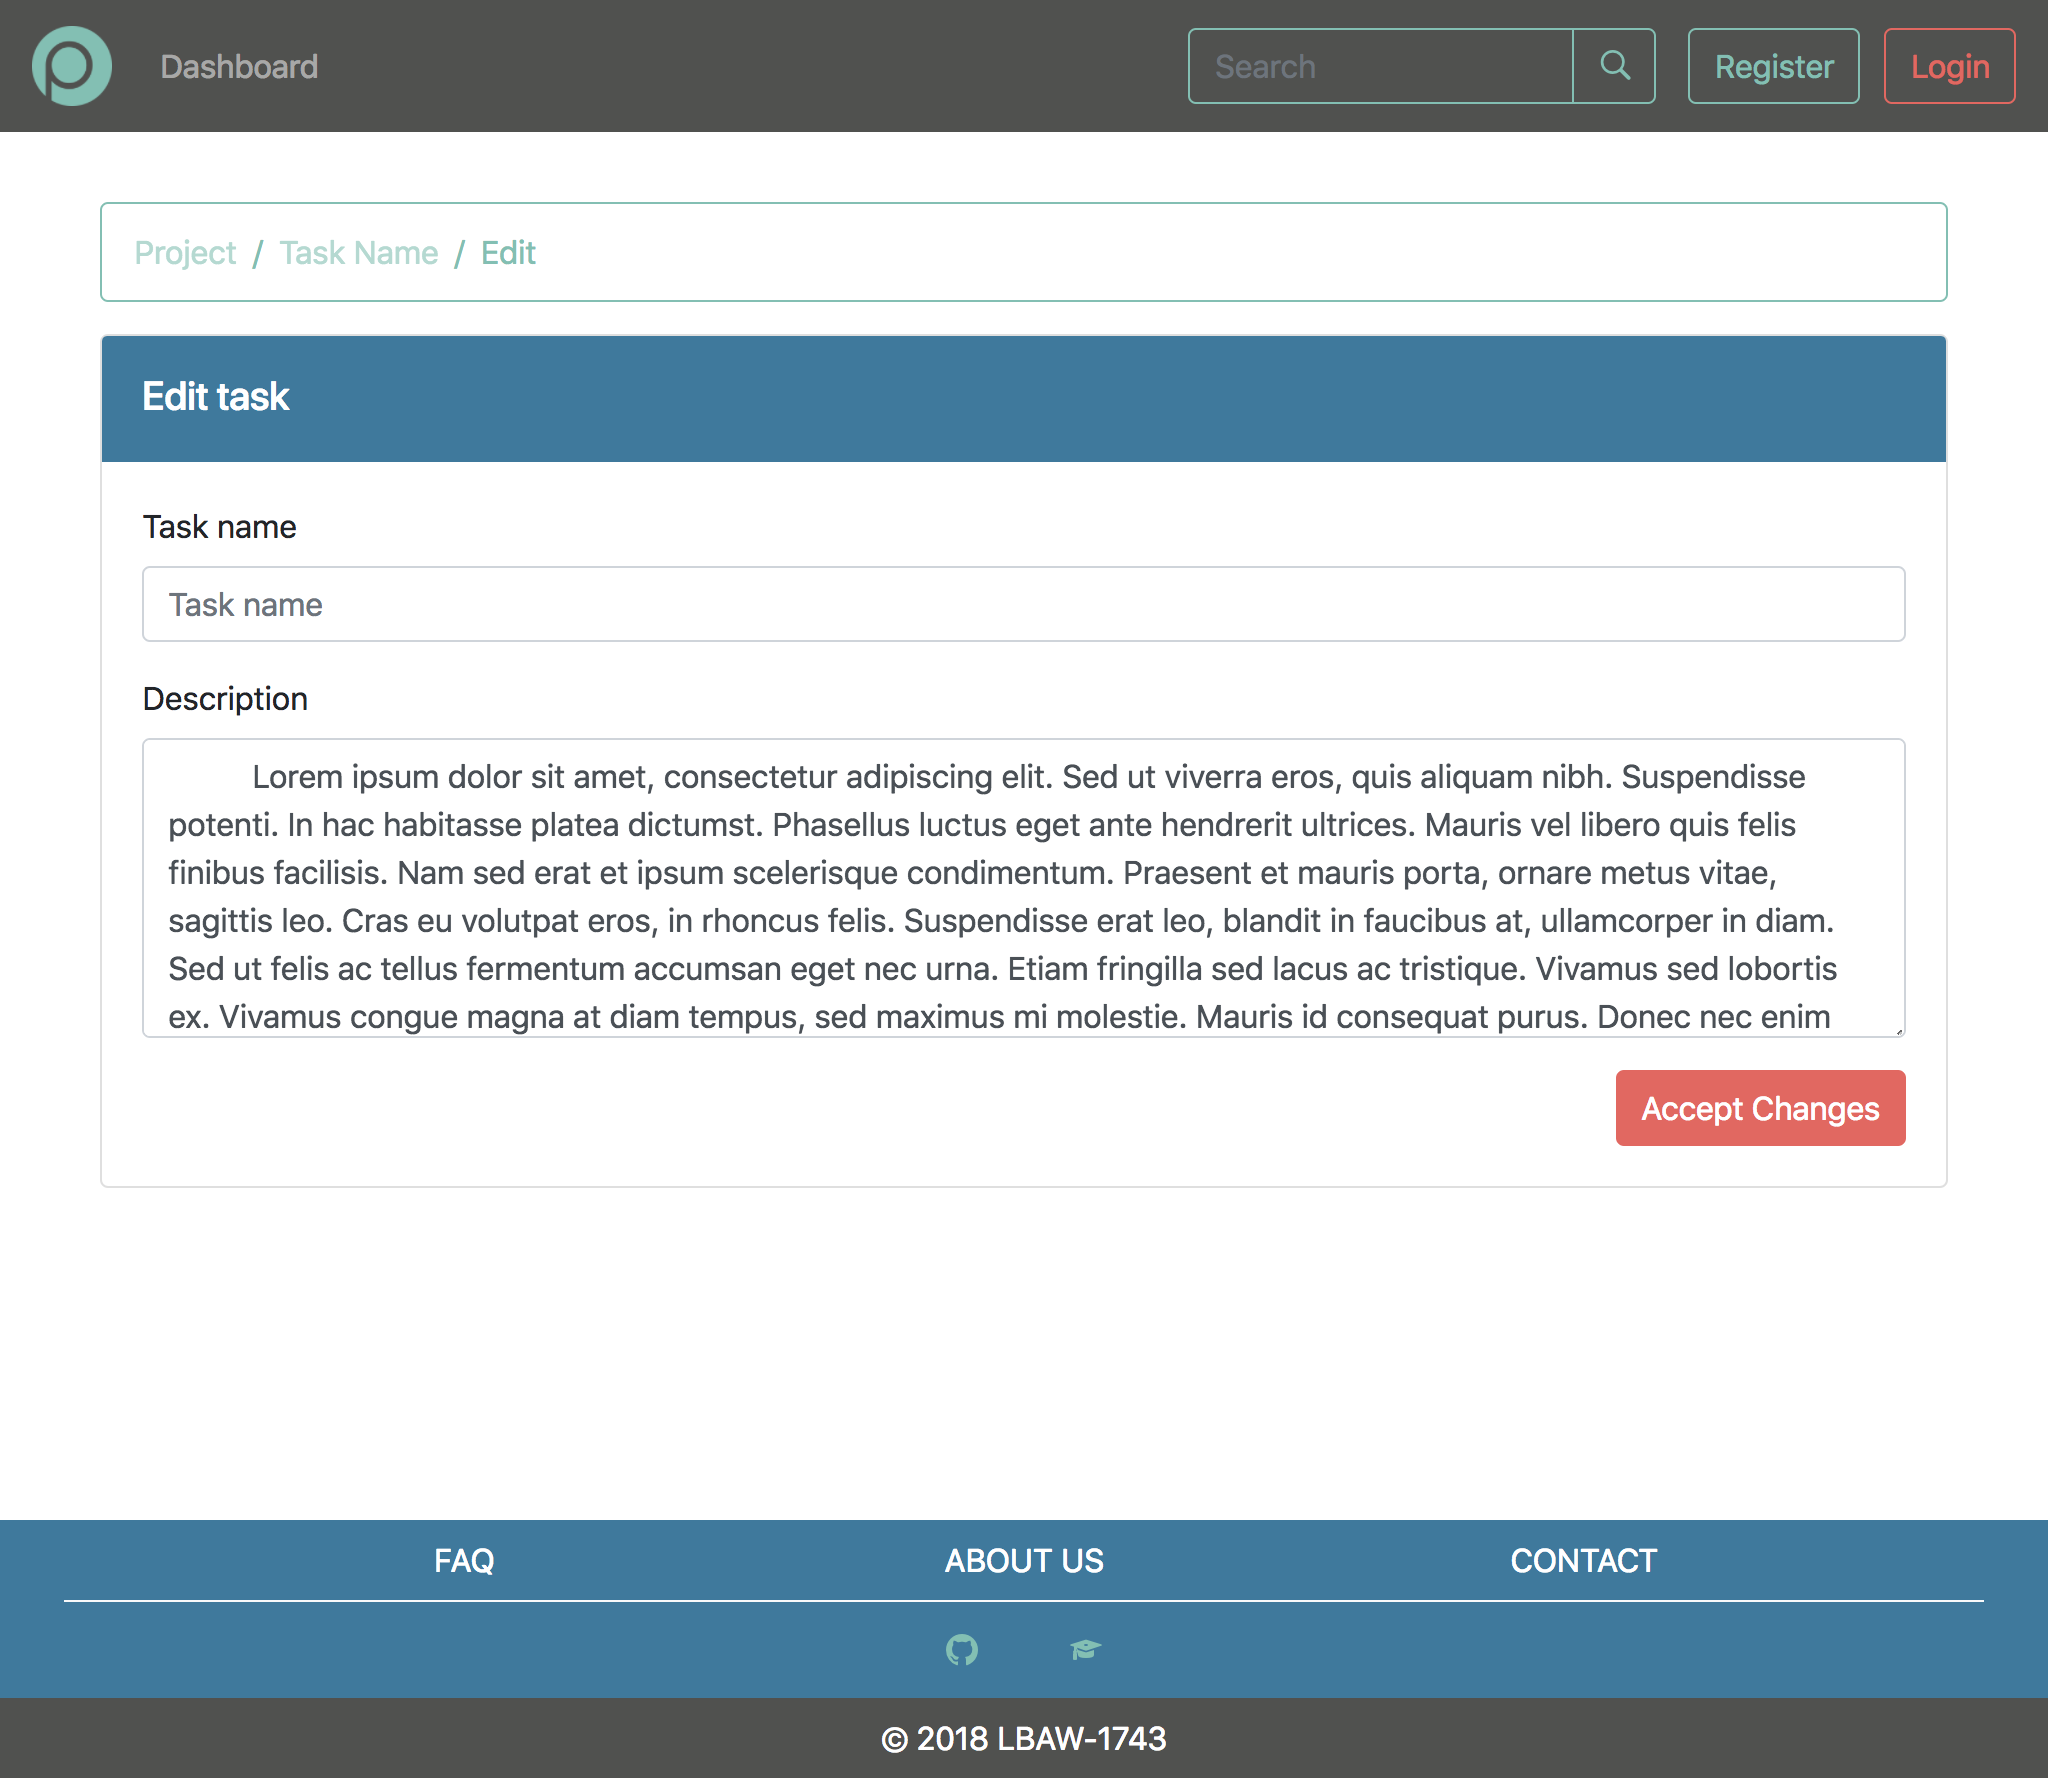 Dashboard Search Register Login
Project / Task Name / Edit
Edit task
Task name
Task name
Description
Lorem ipsum dolor sit amet, consectetur adipiscing elit. Sed ut viverra eros, quis aliquam nibh. Suspendisse
potenti. In hac habitasse platea dictumst. Phasellus luctus eget ante hendrerit ultrices. Mauris vel libero quis felis
finibus facilisis. Nam sed erat et ipsum scelerisque condimentum. Praesent et mauris porta, ornare metus vitae,
sagittis leo. Cras eu volutpat eros, in rhoncus felis. Suspendisse erat leo, blandit in faucibus at, ullamcorper in diam.
Sed ut felis ac tellus fermentum accumsan eget nec urna. Etiam fringilla sed lacus ac tristique. Vivamus sed lobortis
ex. Vivamus congue magna at diam tempus, sed maximus mi molestie. Mauris id consequat purus. Donec nec enim
Accept Changes
FAQ ABOUT US CONTACT
© 2018 LBAW-1743